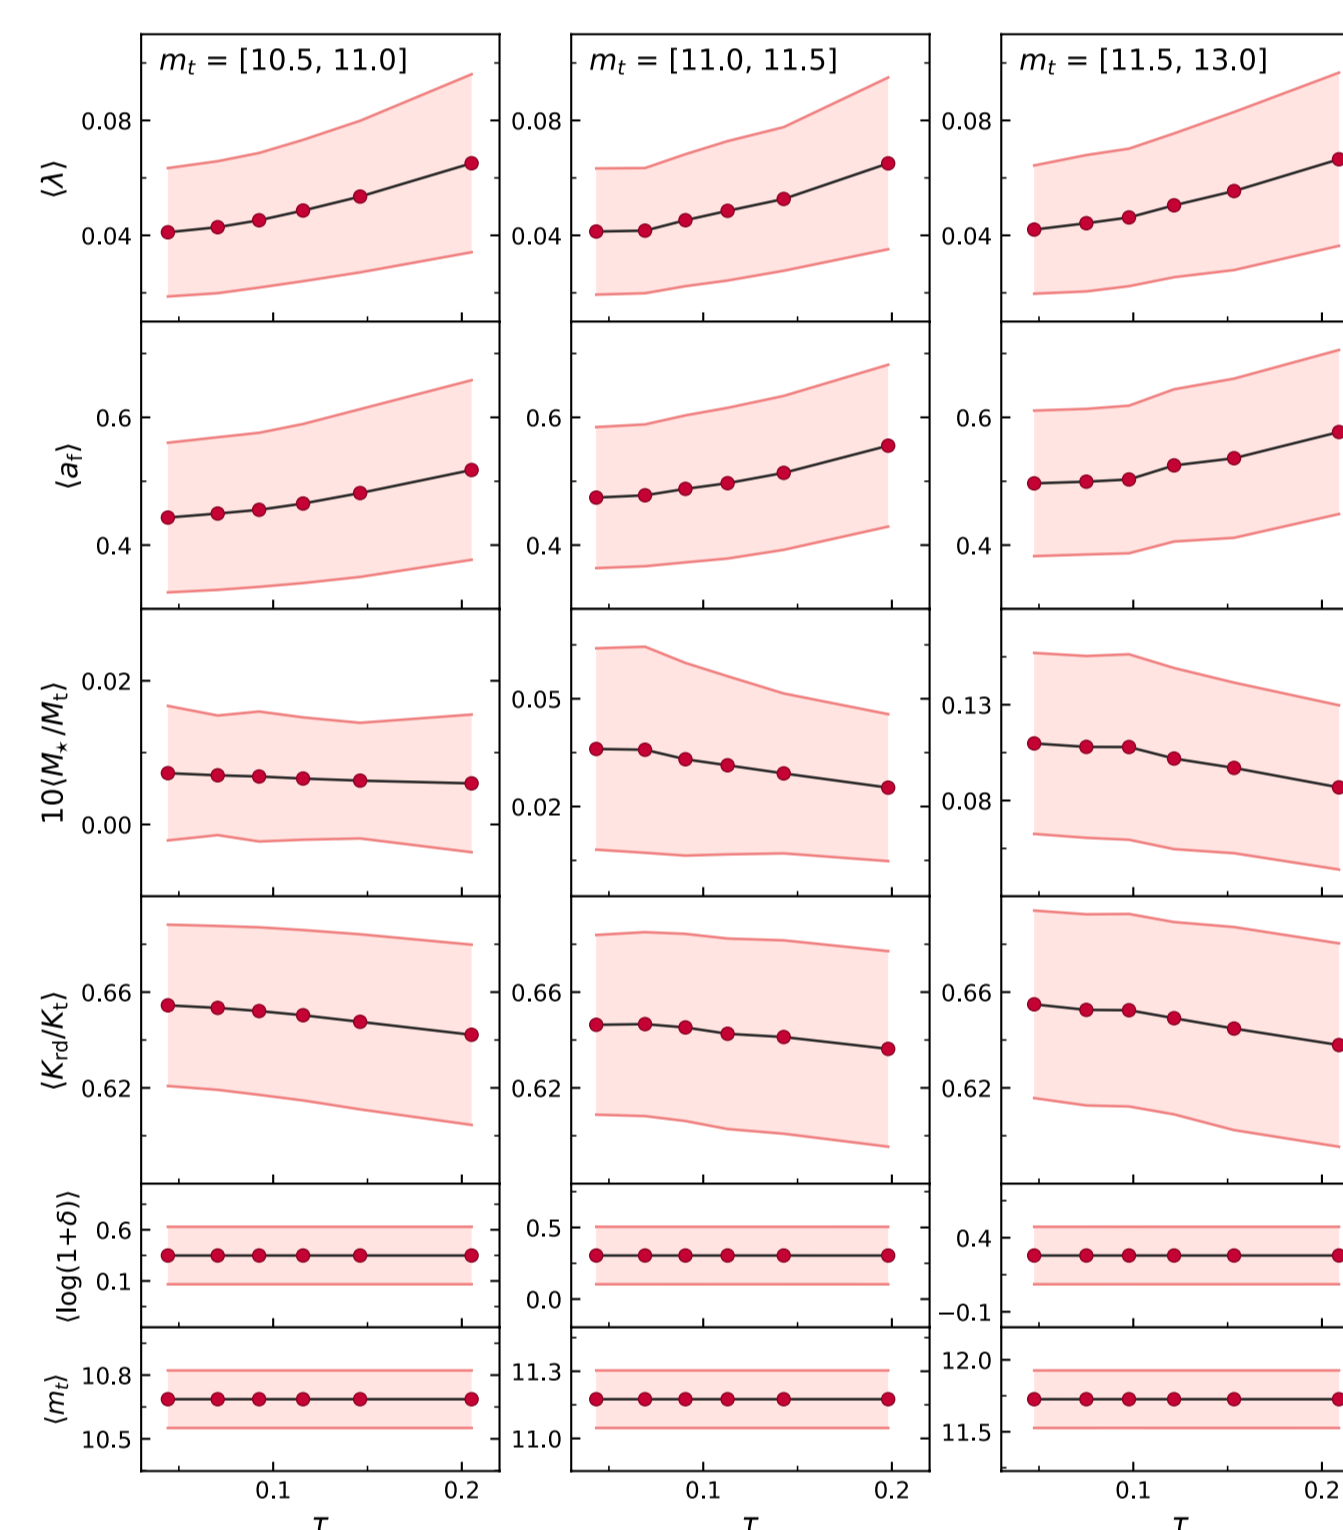 m_t = [10.5, 11.0] m_t = [11.0, 11.5] m_t = [11.5, 13.0]
⟨λ⟩
0.08 0.08 0.08
0.04 0.04 0.04
⟨a_f⟩
0.6 0.6 0.6
0.4 0.4 0.4
10⟨M_⋆/M_t⟩
0.02 0.05 0.13
0.00 0.02 0.08
⟨K_rd/K_t⟩
0.66 0.66 0.66
0.62 0.62 0.62
⟨log(1+δ)⟩
0.6 0.5 0.4
0.1 0.0 −0.1
⟨m_t⟩
10.8 11.3 12.0
10.5 11.0 11.5
0.1 0.2 0.1 0.2 0.1 0.2